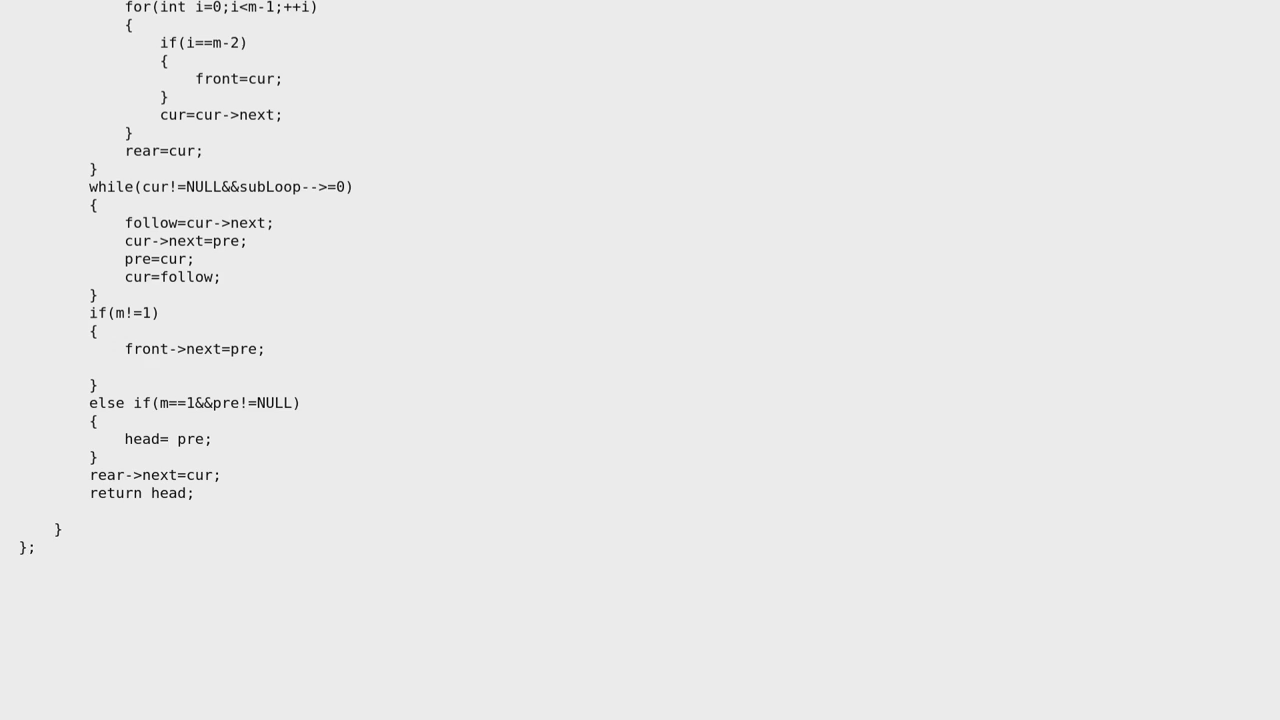 for(int i=0;i<m-1;++i)
            {
                if(i==m-2)
                {
                    front=cur;
                }
                cur=cur->next;
            }
            rear=cur;
        }
        while(cur!=NULL&&subLoop-->=0)
        {
            follow=cur->next;
            cur->next=pre;
            pre=cur;
            cur=follow;
        }
        if(m!=1)
        {
            front->next=pre;

        }
        else if(m==1&&pre!=NULL)
        {
            head= pre;
        }
        rear->next=cur;
        return head;

    }
};